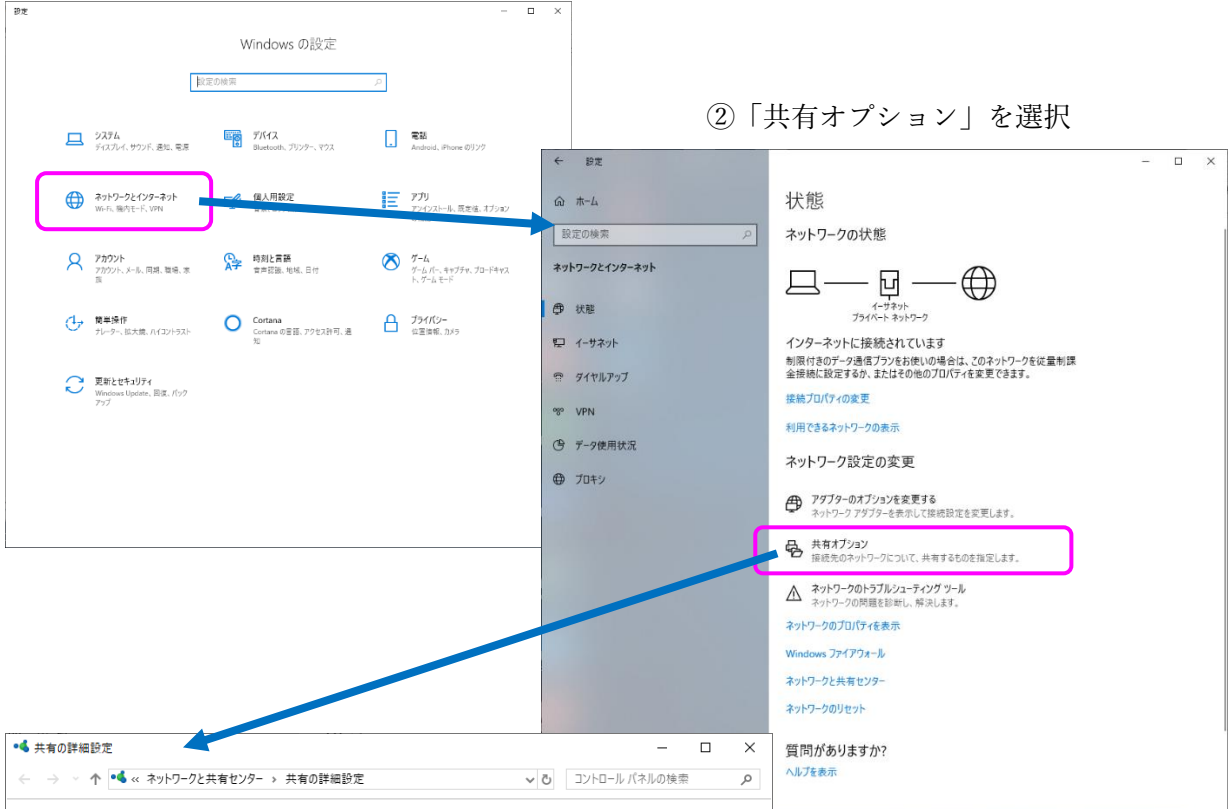 設定
Windows の設定
設定の検索
システム
ディスプレイ、サウンド、通知、電源
デバイス
Bluetooth、プリンター、マウス
電話
Android、iPhone のリンク
ネットワークとインターネット
Wi-Fi、機内モード、VPN
個人用設定
アプリ
アンインストール、既定値、オプション
アカウント
アカウント、メール、同期、職場、家
族
時刻と言語
音声認識、地域、日付
ゲーム
ゲーム バー、キャプチャ、ブロードキャス
ト、ゲーム モード
簡単操作
ナレーター、拡大鏡、ハイコントラスト
Cortana
Cortana の言語、アクセス許可、通
知
プライバシー
位置情報、カメラ
更新とセキュリティ
Windows Update、回復、バック
アップ
②「共有オプション」を選択
設定
ホーム
設定の検索
ネットワークとインターネット
状態
イーサネット
ダイヤルアップ
VPN
データ使用状況
プロキシ
状態
ネットワークの状態
イーサネット
プライベート ネットワーク
インターネットに接続されています
制限付きのデータ通信プランをお使いの場合は、このネットワークを従量制課
金接続に設定するか、またはその他のプロパティを変更できます。
接続プロパティの変更
利用できるネットワークの表示
ネットワーク設定の変更
アダプターのオプションを変更する
ネットワーク アダプターを表示して接続設定を変更します。
共有オプション
接続先のネットワークについて、共有するものを指定します。
ネットワークのトラブルシューティング ツール
ネットワークの問題を診断し、解決します。
ネットワークのプロパティを表示
Windows ファイアウォール
ネットワークと共有センター
ネットワークのリセット
質問がありますか?
ヘルプを表示
共有の詳細設定
« ネットワークと共有センター › 共有の詳細設定
コントロール パネルの検索